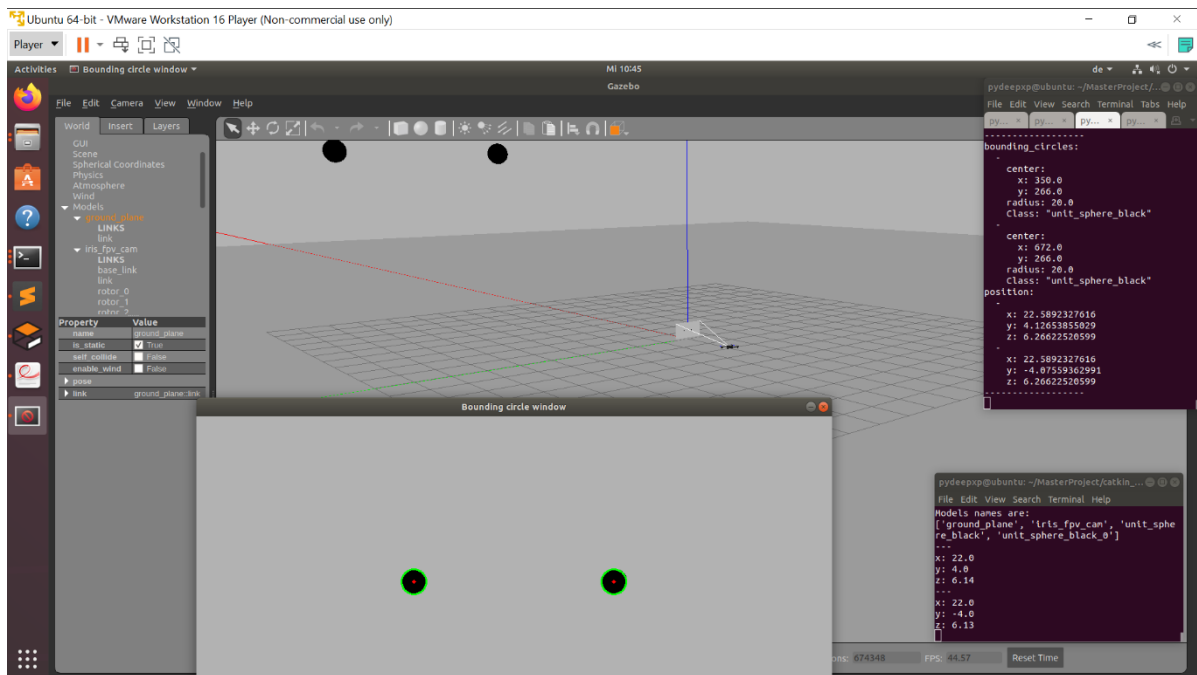 Ubuntu 64-bit - VMware Workstation 16 Player (Non-commercial use only)
Player
Activities
Bounding circle window
Mi 10:45
de
Gazebo
File Edit Camera View Window Help
World Insert Layers
GUI
Scene
Spherical Coordinates
Physics
Atmosphere
Wind
Models
ground_plane
LINKS
link
iris_fpv_cam
LINKS
base_link
link
rotor_0
rotor_1
rotor_2
Property Value
name ground_plane
is_static True
self_collide False
enable_wind False
pose
link ground_plane::link
Bounding circle window
pydeepxp@ubuntu: ~/MasterProject/...
File Edit View Search Terminal Tabs Help
py... py... py... py...
------------------
bounding_circles:
-
center:
x: 350.0
y: 266.0
radius: 20.0
Class: "unit_sphere_black"
-
center:
x: 672.0
y: 266.0
radius: 20.0
Class: "unit_sphere_black"
position:
-
x: 22.5892327616
y: 4.12653855029
z: 6.26622520599
-
x: 22.5892327616
y: -4.07559362991
z: 6.26622520599
------------------
pydeepxp@ubuntu: ~/MasterProject/catkin_...
File Edit View Search Terminal Help
Models names are:
['ground_plane', 'iris_fpv_cam', 'unit_sphe
re_black', 'unit_sphere_black_0']
---
x: 22.0
y: 4.0
z: 6.14
---
x: 22.0
y: -4.0
z: 6.13
ons: 674348 FPS: 44.57 Reset Time